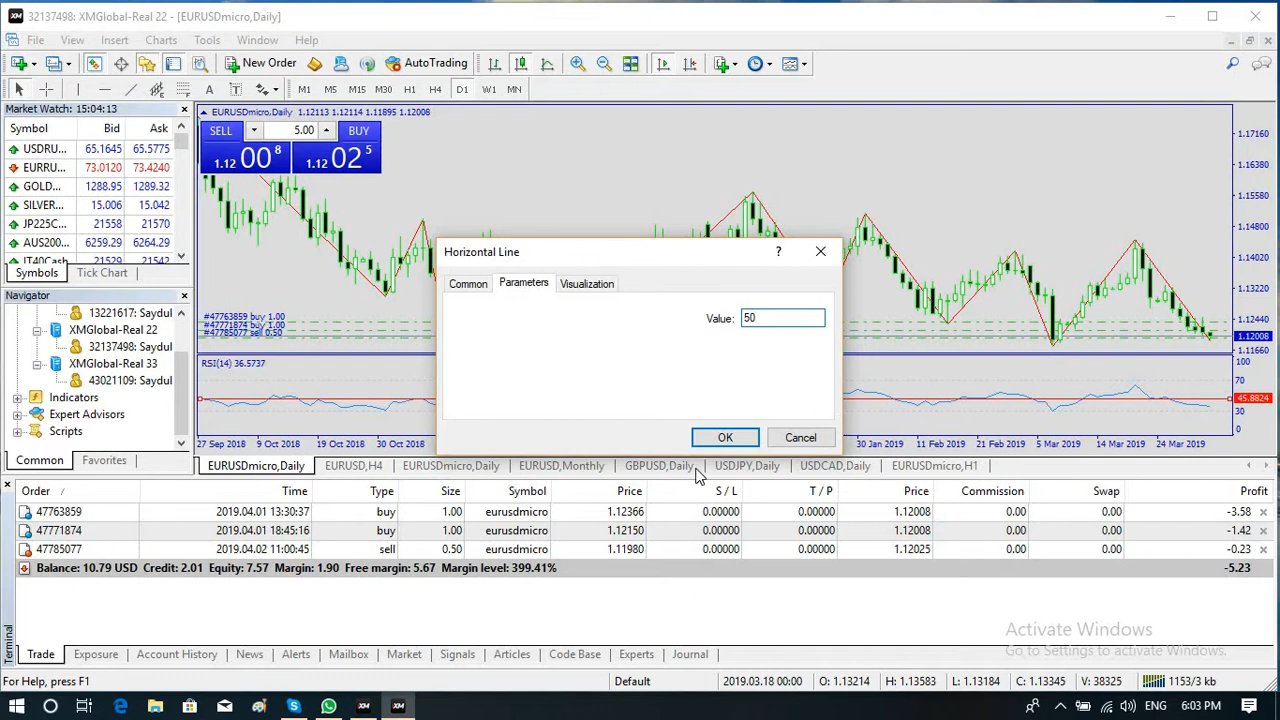 32137498: XMGlobal-Real 22 - [EURUSDmicro,Daily]
File View Insert Charts Tools Window Help
New Order AutoTrading
M1 M5 M15 M30 H1 H4 D1 W1 MN
Market Watch: 15:04:13
Symbol Bid Ask
USDRU... 65.1645 65.5775
EURRU... 73.0120 73.4240
GOLD... 1288.95 1289.32
SILVER... 15.006 15.042
JP225C... 21558 21570
AUS200... 6259.29 6264.29
IT40Cash 21529 21542
Symbols Tick Chart
Navigator
13221617: Saydul
XMGlobal-Real 22
32137498: Saydul
XMGlobal-Real 33
43021109: Saydul
Indicators
Expert Advisors
Scripts
Common Favorites
EURUSDmicro,Daily 1.12113 1.12114 1.11895 1.12008
SELL 5.00 BUY
1.12 00 8 1.12 02 5
1.17160
1.16380
1.15580
1.14800
1.14020
1.13220
1.12440
1.12008
1.11660
#47763859 buy 1.00
#47771874 buy 1.00
#47785077 sell 0.50
Horizontal Line ?
Common Parameters Visualization
Value: 50
OK Cancel
RSI(14) 36.5737
100
70
45.8824
30
0
27 Sep 2018 9 Oct 2018 19 Oct 2018 30 Oct 2018 30 Jan 2019 11 Feb 2019 21 Feb 2019 5 Mar 2019 14 Mar 2019 24 Mar 2019
EURUSDmicro,Daily EURUSD,H4 EURUSDmicro,Daily EURUSD,Monthly GBPUSD,Daily USDJPY,Daily USDCAD,Daily EURUSDmicro,H1
Order / Time Type Size Symbol Price S / L T / P Price Commission Swap Profit
47763859 2019.04.01 13:30:37 buy 1.00 eurusdmicro 1.12366 0.00000 0.00000 1.12008 0.00 0.00 -3.58
47771874 2019.04.01 18:45:16 buy 1.00 eurusdmicro 1.12150 0.00000 0.00000 1.12008 0.00 0.00 -1.42
47785077 2019.04.02 11:00:45 sell 0.50 eurusdmicro 1.11980 0.00000 0.00000 1.12025 0.00 0.00 -0.23
Balance: 10.79 USD Credit: 2.01 Equity: 7.57 Margin: 1.90 Free margin: 5.67 Margin level: 399.41% -5.23
Terminal
Activate Windows
Go to Settings to activate Windows.
Trade Exposure Account History News Alerts Mailbox Market Signals Articles Code Base Experts Journal
For Help, press F1 Default 2019.03.18 00:00 O: 1.13214 H: 1.13583 L: 1.13184 C: 1.13345 V: 38325 1153/3 kb
ENG 6:03 PM